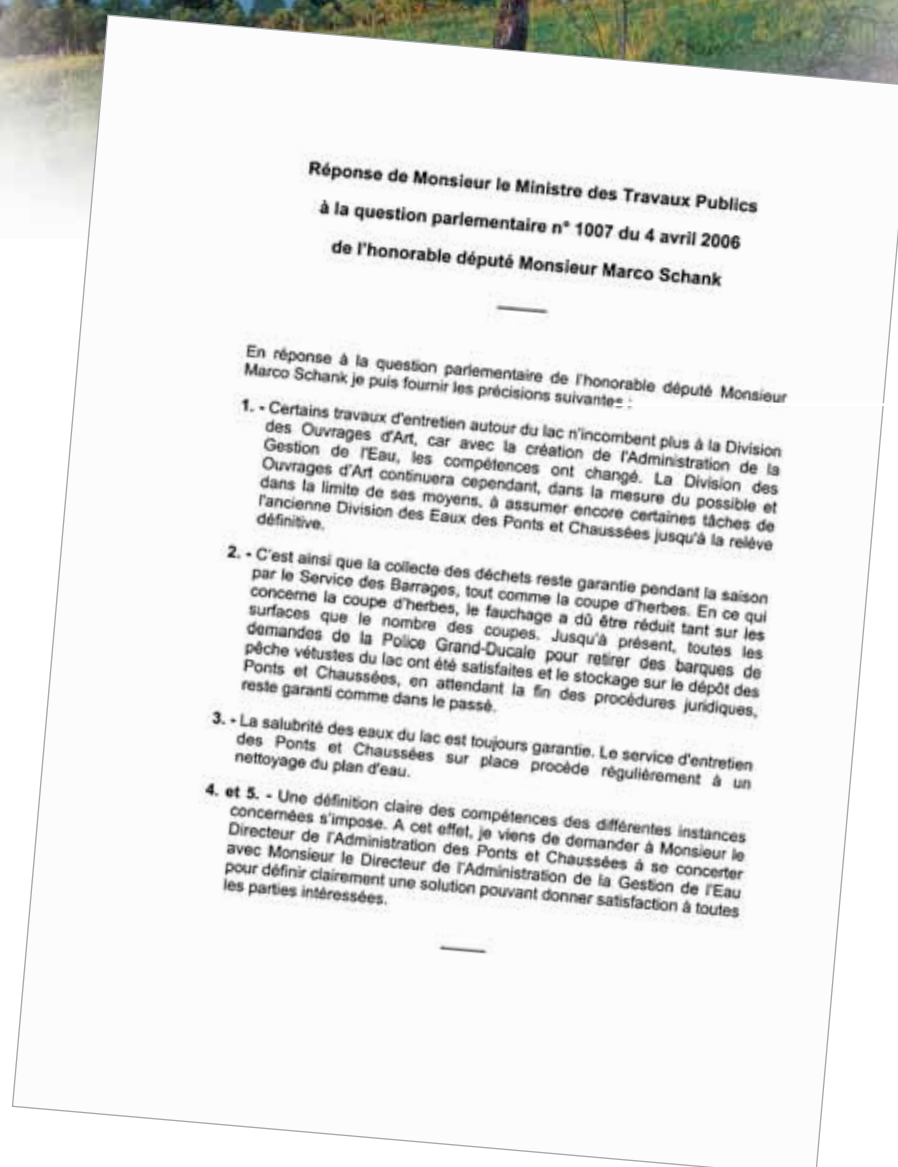 Réponse de Monsieur le Ministre des Travaux Publics
à la question parlementaire n° 1007 du 4 avril 2006
de l'honorable député Monsieur Marco Schank
En réponse à la question parlementaire de l'honorable député Monsieur
Marco Schank je puis fournir les précisions suivantes :
1. - Certains travaux d'entretien autour du lac n'incombent plus à la Division
des Ouvrages d'Art, car avec la création de l'Administration de la
Gestion de l'Eau, les compétences ont changé. La Division des
Ouvrages d'Art continuera cependant, dans la mesure du possible et
dans la limite de ses moyens, à assumer encore certaines tâches de
l'ancienne Division des Eaux des Ponts et Chaussées jusqu'à la relève
définitive.
2. - C'est ainsi que la collecte des déchets reste garantie pendant la saison
par le Service des Barrages, tout comme la coupe d'herbes. En ce qui
concerne la coupe d'herbes, le fauchage a dû être réduit tant sur les
surfaces que le nombre des coupes. Jusqu'à présent, toutes les
demandes de la Police Grand-Ducale pour retirer des barques de
pêche vétustes du lac ont été satisfaites et le stockage sur le dépôt des
Ponts et Chaussées, en attendant la fin des procédures juridiques,
reste garanti comme dans le passé.
3. - La salubrité des eaux du lac est toujours garantie. Le service d'entretien
des Ponts et Chaussées sur place procède régulièrement à un
nettoyage du plan d'eau.
4. et 5. - Une définition claire des compétences des différentes instances
concernées s'impose. A cet effet, je viens de demander à Monsieur le
Directeur de l'Administration des Ponts et Chaussées à se concerter
avec Monsieur le Directeur de l'Administration de la Gestion de l'Eau
pour définir clairement une solution pouvant donner satisfaction à toutes
les parties intéressées.